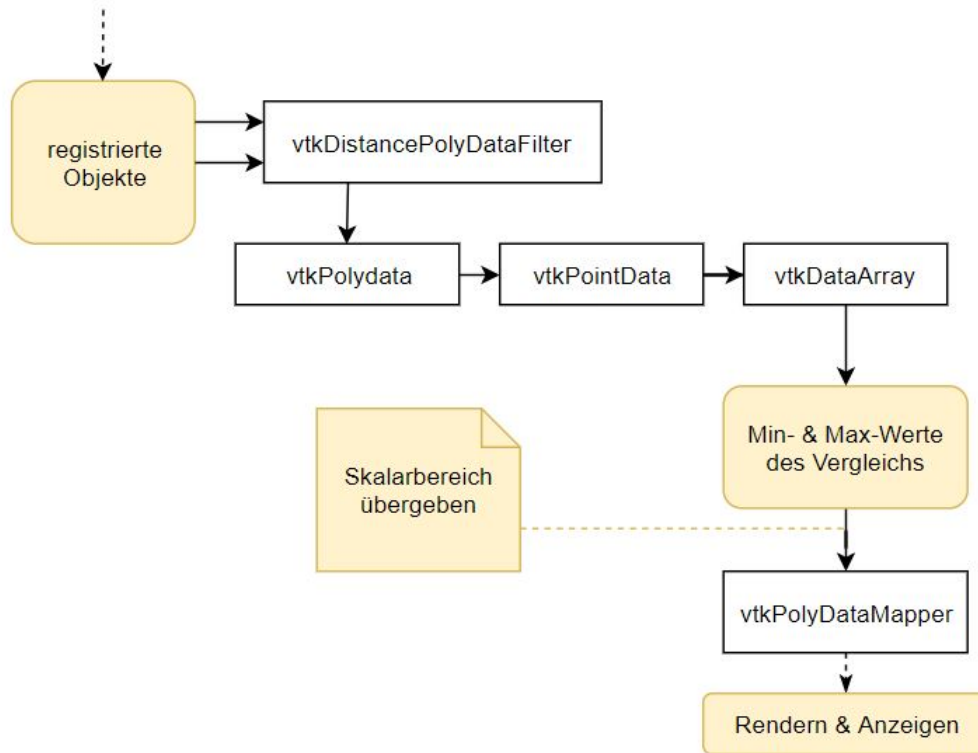 registrierte
Objekte
vtkDistancePolyDataFilter
vtkPolydata
vtkPointData
vtkDataArray
Skalarbereich
übergeben
Min- & Max-Werte
des Vergleichs
vtkPolyDataMapper
Rendern & Anzeigen